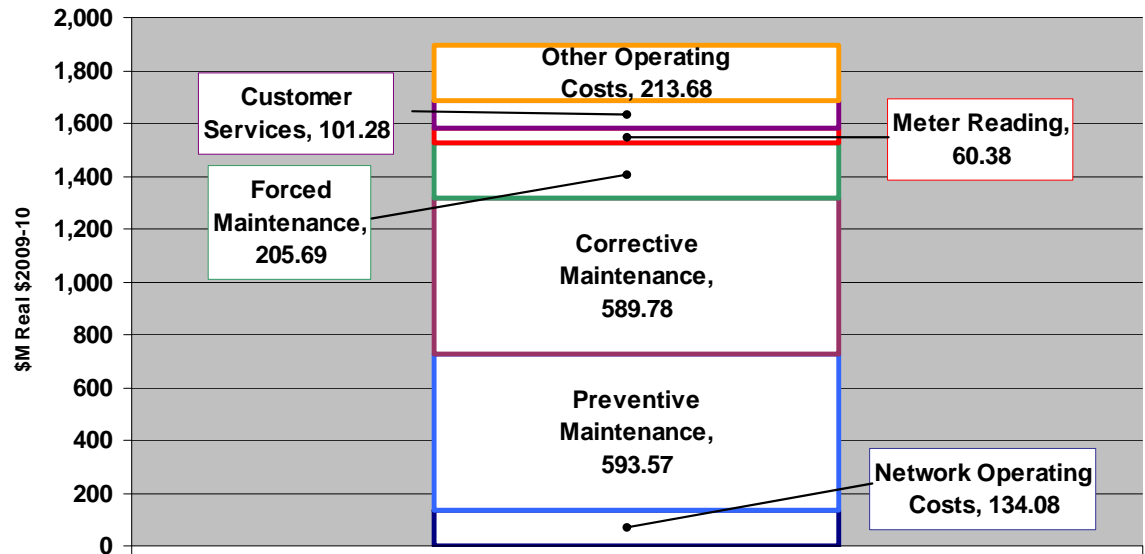 2,000
1,800
1,600
1,400
1,200
1,000
800
600
400
200
0
$M Real $2009-10
Other Operating
Costs, 213.68
Customer
Services, 101.28
Meter Reading,
60.38
Forced
Maintenance,
205.69
Corrective
Maintenance,
589.78
Preventive
Maintenance,
593.57
Network Operating
Costs, 134.08